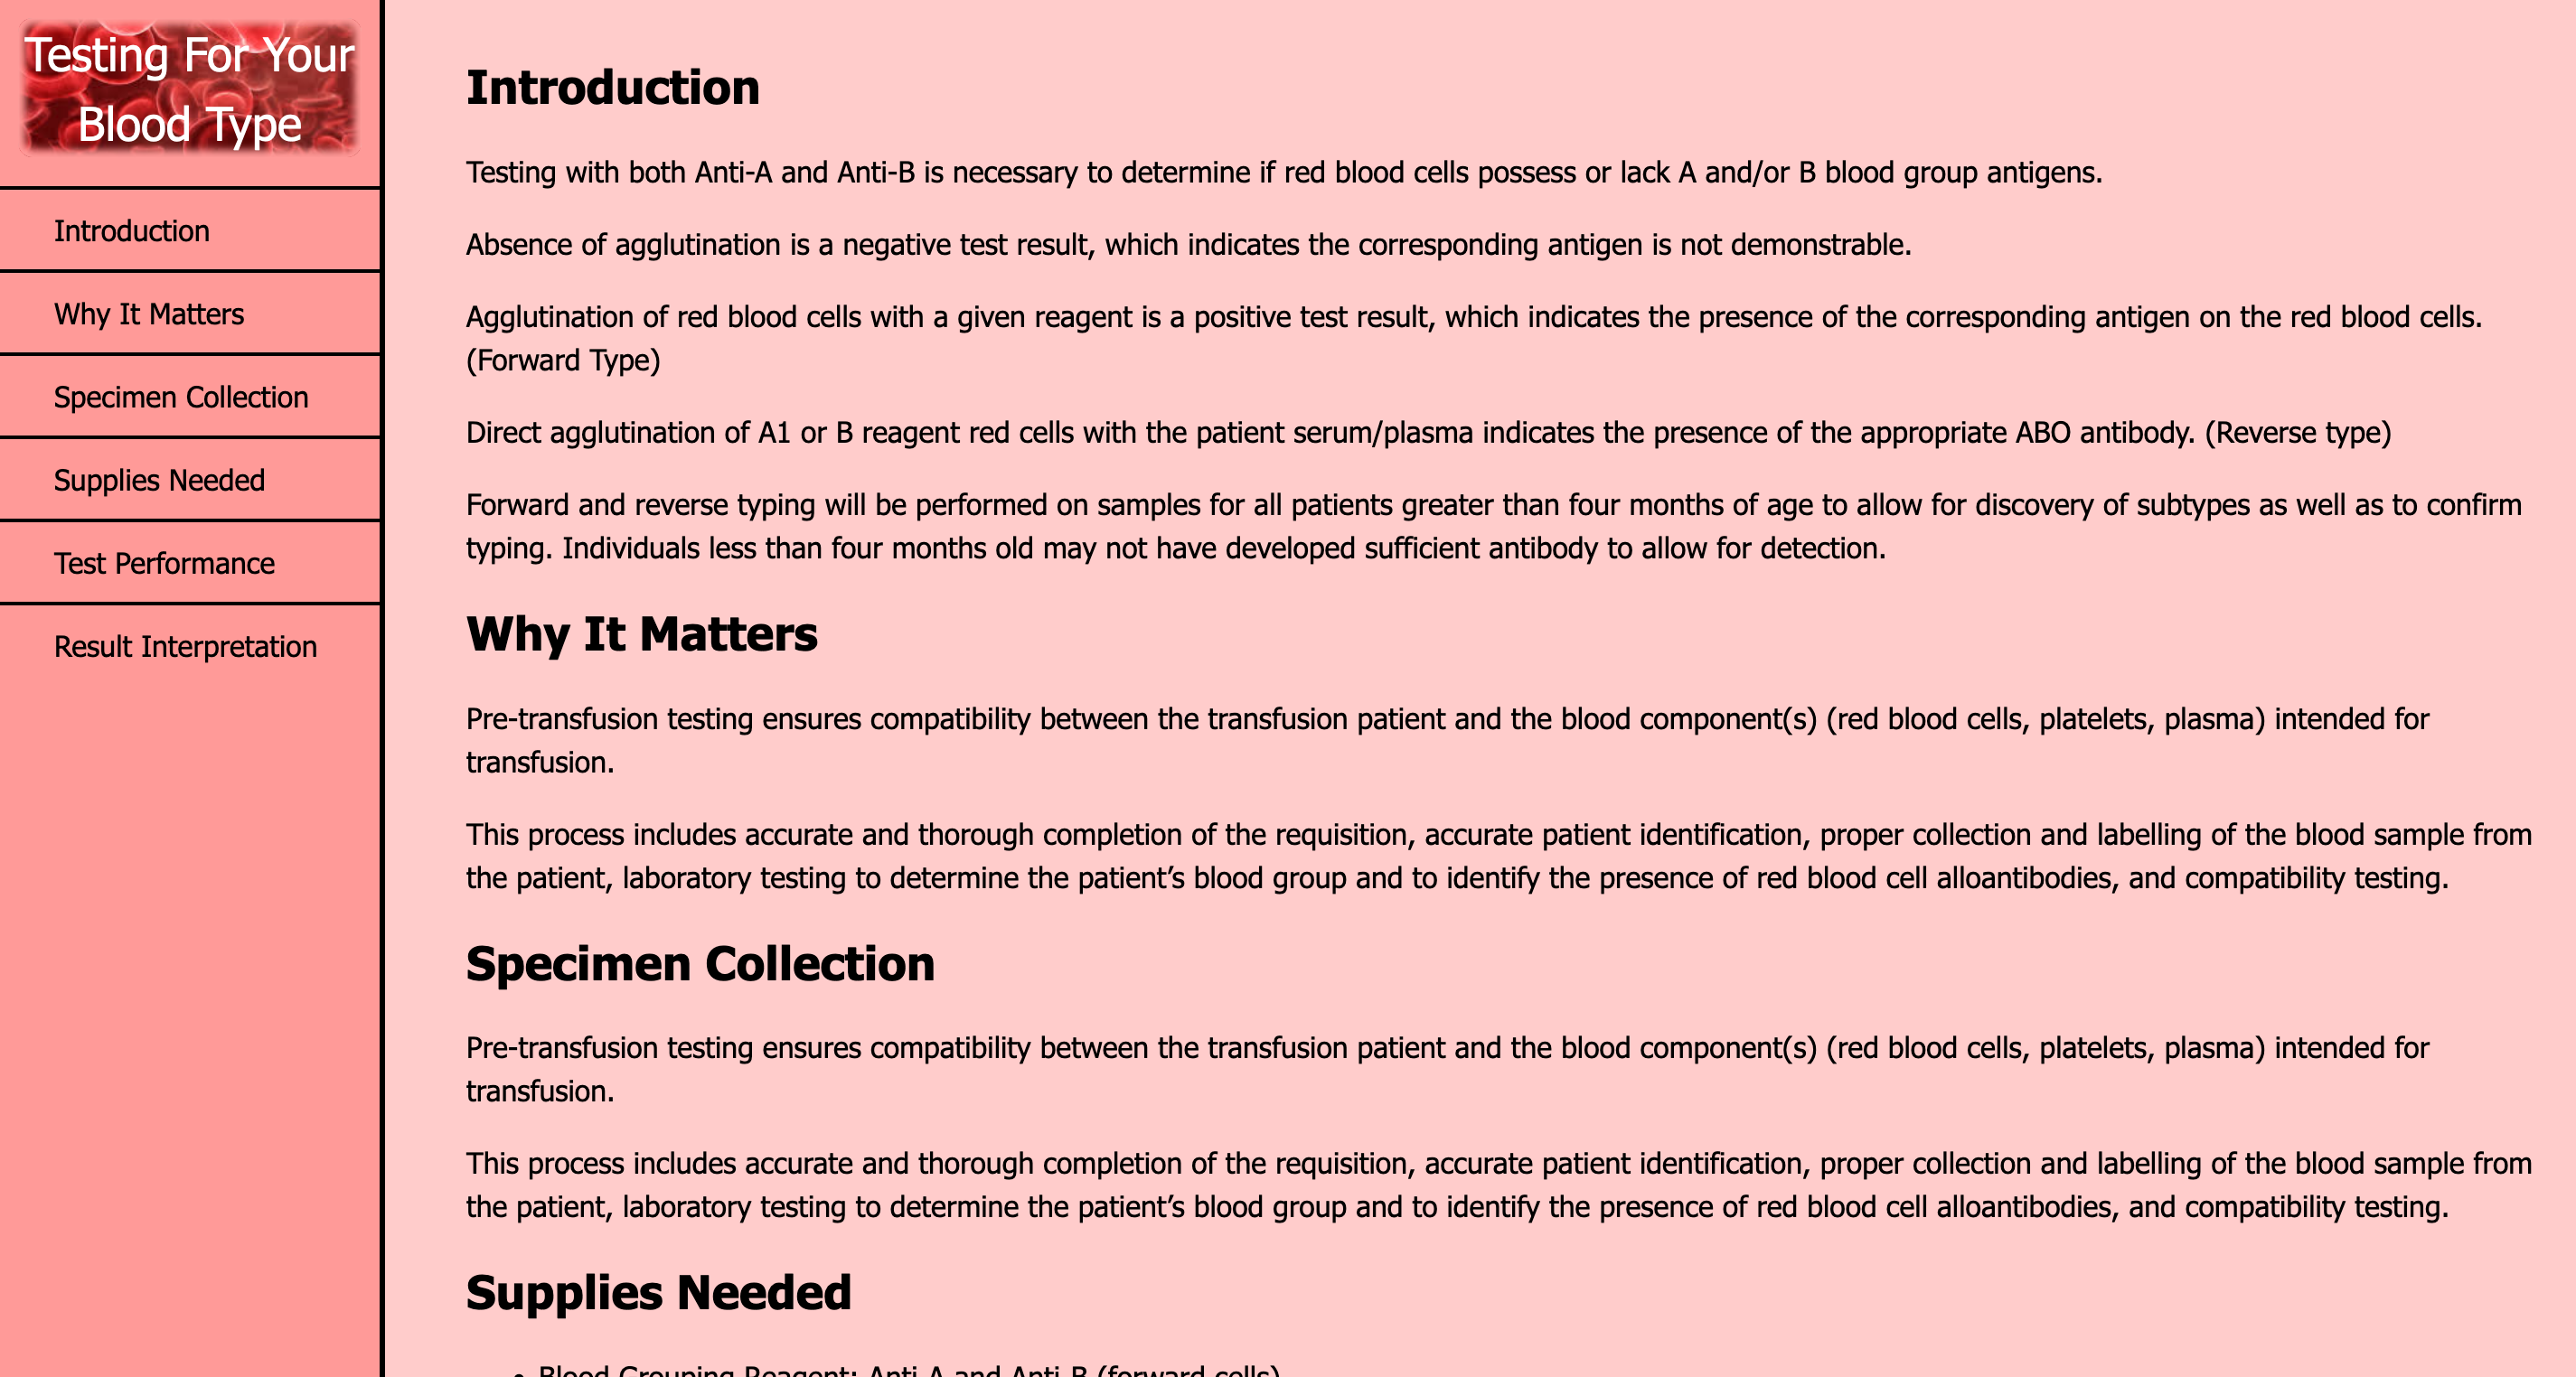 Testing For Your
Blood Type
Introduction
Why It Matters
Specimen Collection
Supplies Needed
Test Performance
Result Interpretation
Introduction
Testing with both Anti-A and Anti-B is necessary to determine if red blood cells possess or lack A and/or B blood group antigens.
Absence of agglutination is a negative test result, which indicates the corresponding antigen is not demonstrable.
Agglutination of red blood cells with a given reagent is a positive test result, which indicates the presence of the corresponding antigen on the red blood cells.
(Forward Type)
Direct agglutination of A1 or B reagent red cells with the patient serum/plasma indicates the presence of the appropriate ABO antibody. (Reverse type)
Forward and reverse typing will be performed on samples for all patients greater than four months of age to allow for discovery of subtypes as well as to confirm
typing. Individuals less than four months old may not have developed sufficient antibody to allow for detection.
Why It Matters
Pre-transfusion testing ensures compatibility between the transfusion patient and the blood component(s) (red blood cells, platelets, plasma) intended for
transfusion.
This process includes accurate and thorough completion of the requisition, accurate patient identification, proper collection and labelling of the blood sample from
the patient, laboratory testing to determine the patient’s blood group and to identify the presence of red blood cell alloantibodies, and compatibility testing.
Specimen Collection
Pre-transfusion testing ensures compatibility between the transfusion patient and the blood component(s) (red blood cells, platelets, plasma) intended for
transfusion.
This process includes accurate and thorough completion of the requisition, accurate patient identification, proper collection and labelling of the blood sample from
the patient, laboratory testing to determine the patient’s blood group and to identify the presence of red blood cell alloantibodies, and compatibility testing.
Supplies Needed
• Blood Grouping Reagent: Anti-A and Anti-B (forward cells)